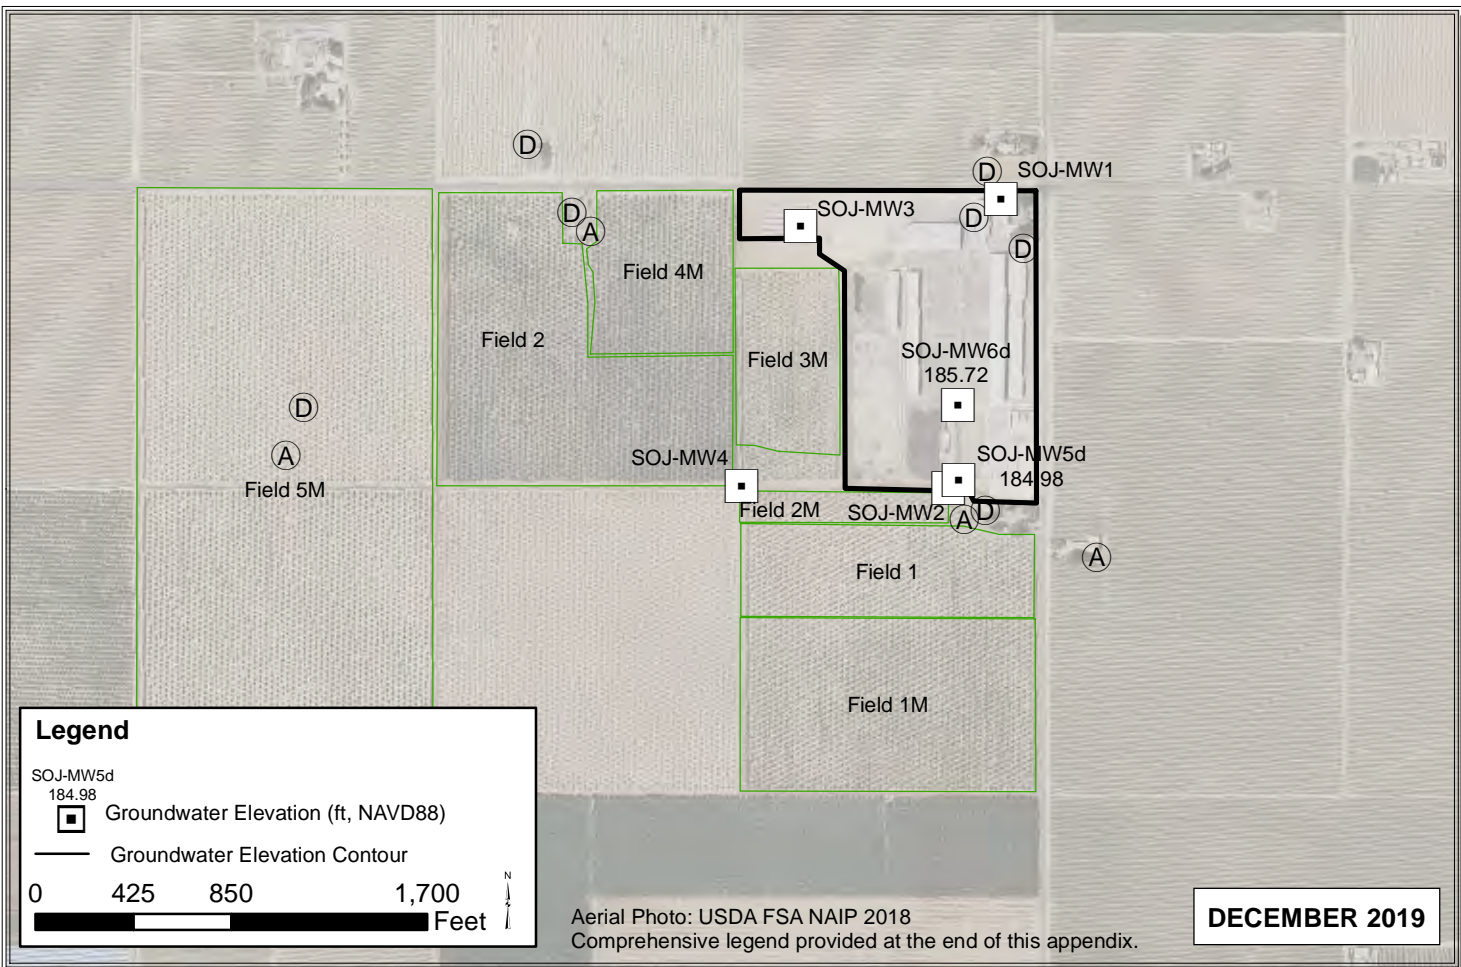 D
D
SOJ-MW1
D
A
SOJ-MW3
D
D
Field 4M
Field 2
Field 3M
SOJ-MW6d
185.72
D
A
Field 5M
SOJ-MW4
SOJ-MW5d
184.98
Field 2M
SOJ-MW2
A
D
A
Field 1
Field 1M
Legend
SOJ-MW5d
184.98
Groundwater Elevation (ft, NAVD88)
Groundwater Elevation Contour
0 425 850 1,700
Feet
N
Aerial Photo: USDA FSA NAIP 2018
Comprehensive legend provided at the end of this appendix.
DECEMBER 2019